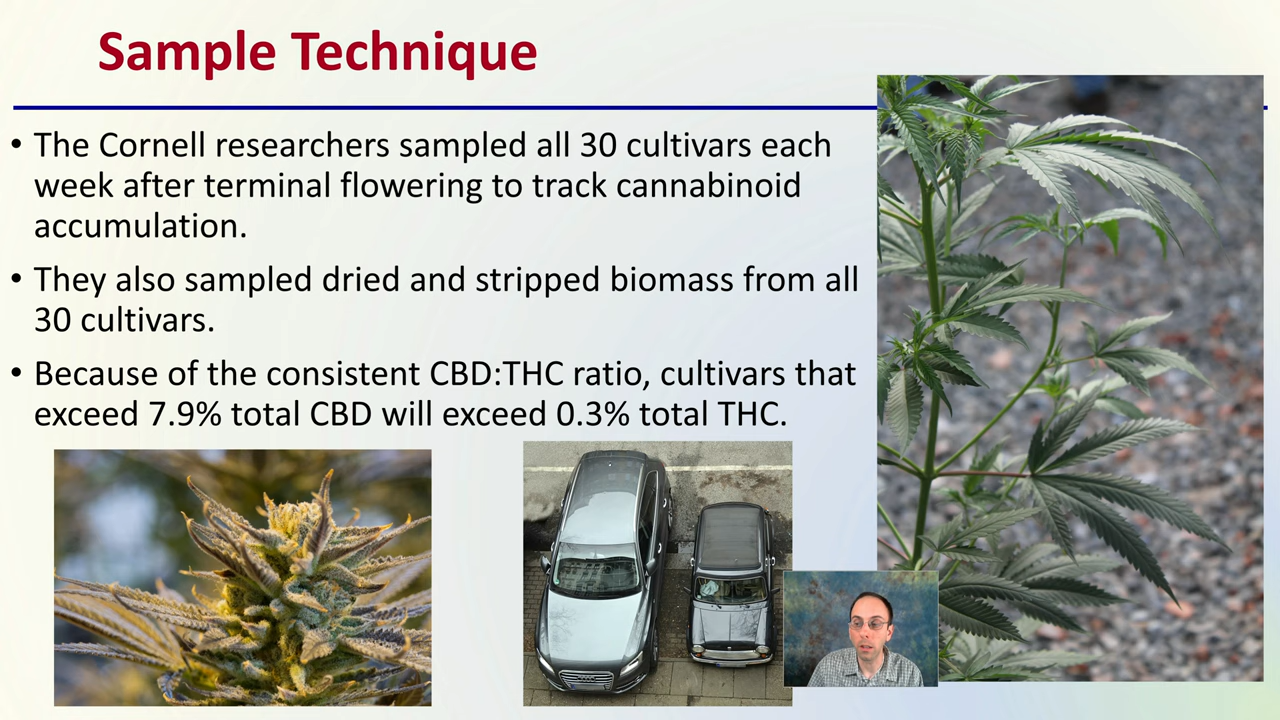 Sample Technique
• The Cornell researchers sampled all 30 cultivars each
week after terminal flowering to track cannabinoid
accumulation.
• They also sampled dried and stripped biomass from all
30 cultivars.
• Because of the consistent CBD:THC ratio, cultivars that
exceed 7.9% total CBD will exceed 0.3% total THC.